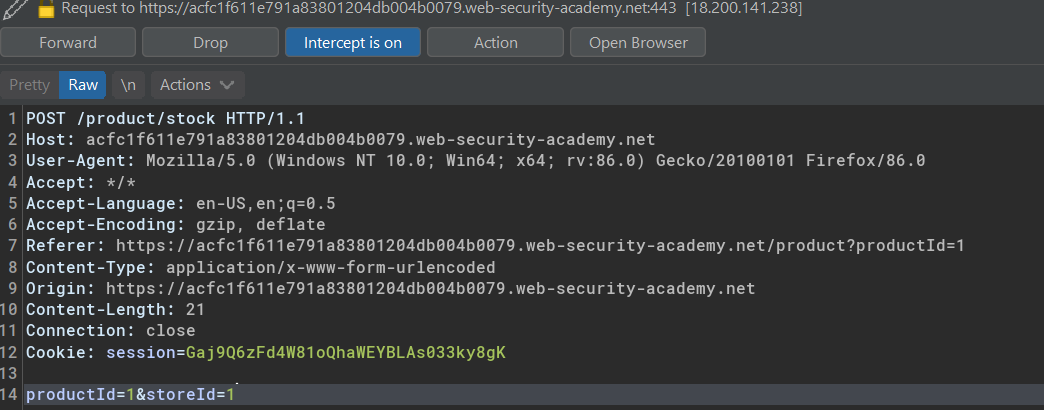 Request to https://acfc1f611e791a83801204db004b0079.web-security-academy.net:443 [18.200.141.238]
Forward Drop Intercept is on Action Open Browser
Pretty Raw \n Actions
1 POST /product/stock HTTP/1.1
2 Host: acfc1f611e791a83801204db004b0079.web-security-academy.net
3 User-Agent: Mozilla/5.0 (Windows NT 10.0; Win64; x64; rv:86.0) Gecko/20100101 Firefox/86.0
4 Accept: */*
5 Accept-Language: en-US,en;q=0.5
6 Accept-Encoding: gzip, deflate
7 Referer: https://acfc1f611e791a83801204db004b0079.web-security-academy.net/product?productId=1
8 Content-Type: application/x-www-form-urlencoded
9 Origin: https://acfc1f611e791a83801204db004b0079.web-security-academy.net
10 Content-Length: 21
11 Connection: close
12 Cookie: session=Gaj9Q6zFd4W81oQhaWEYBLAs033ky8gK
13
14 productId=1&storeId=1